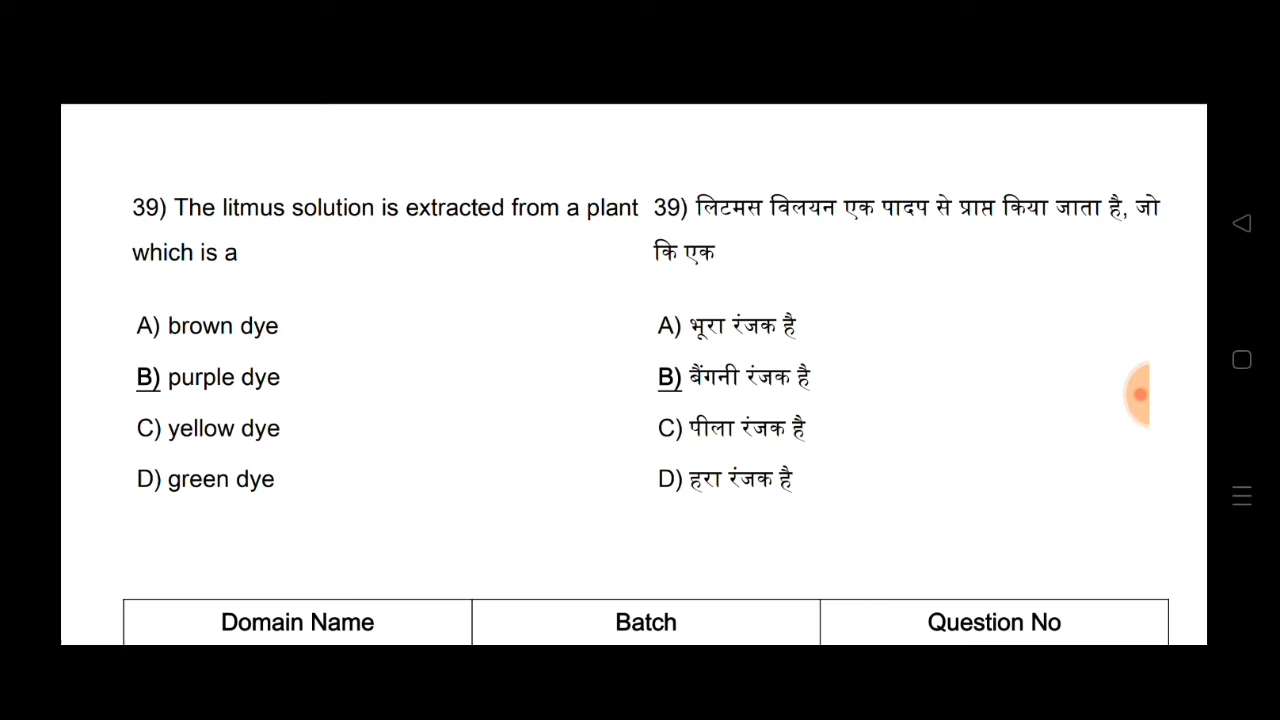 39) The litmus solution is extracted from a plant
which is a
A) brown dye
B) purple dye
C) yellow dye
D) green dye
39) लिटमस विलयन एक पादप से प्राप्त किया जाता है, जो
कि एक
A) भूरा रंजक है
B) बैंगनी रंजक है
C) पीला रंजक है
D) हरा रंजक है
Domain Name Batch Question No